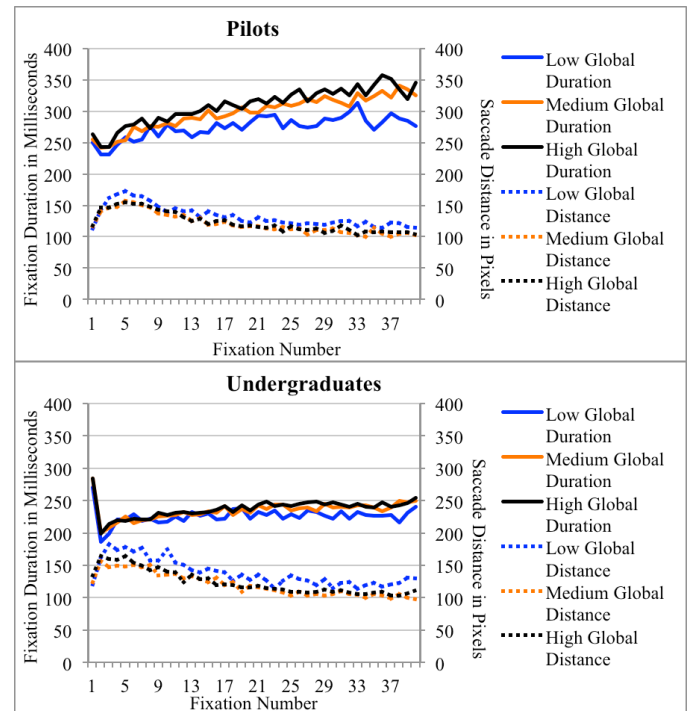 Pilots
Fixation Duration in Milliseconds
400
350
300
250
200
150
100
50
0
400
350
300
250
200
150
100
50
0
Saccade Distance in Pixels
1 5 9 13 17 21 25 29 33 37
Fixation Number
Low Global
Duration
Medium Global
Duration
High Global
Duration
Low Global
Distance
Medium Global
Distance
High Global
Distance
Undergraduates
Fixation Duration in Milliseconds
400
350
300
250
200
150
100
50
0
400
350
300
250
200
150
100
50
0
Saccade Distance in Pixels
1 5 9 13 17 21 25 29 33 37
Fixation Number
Low Global
Duration
Medium Global
Duration
High Global
Duration
Low Global
Distance
Medium Global
Distance
High Global
Distance